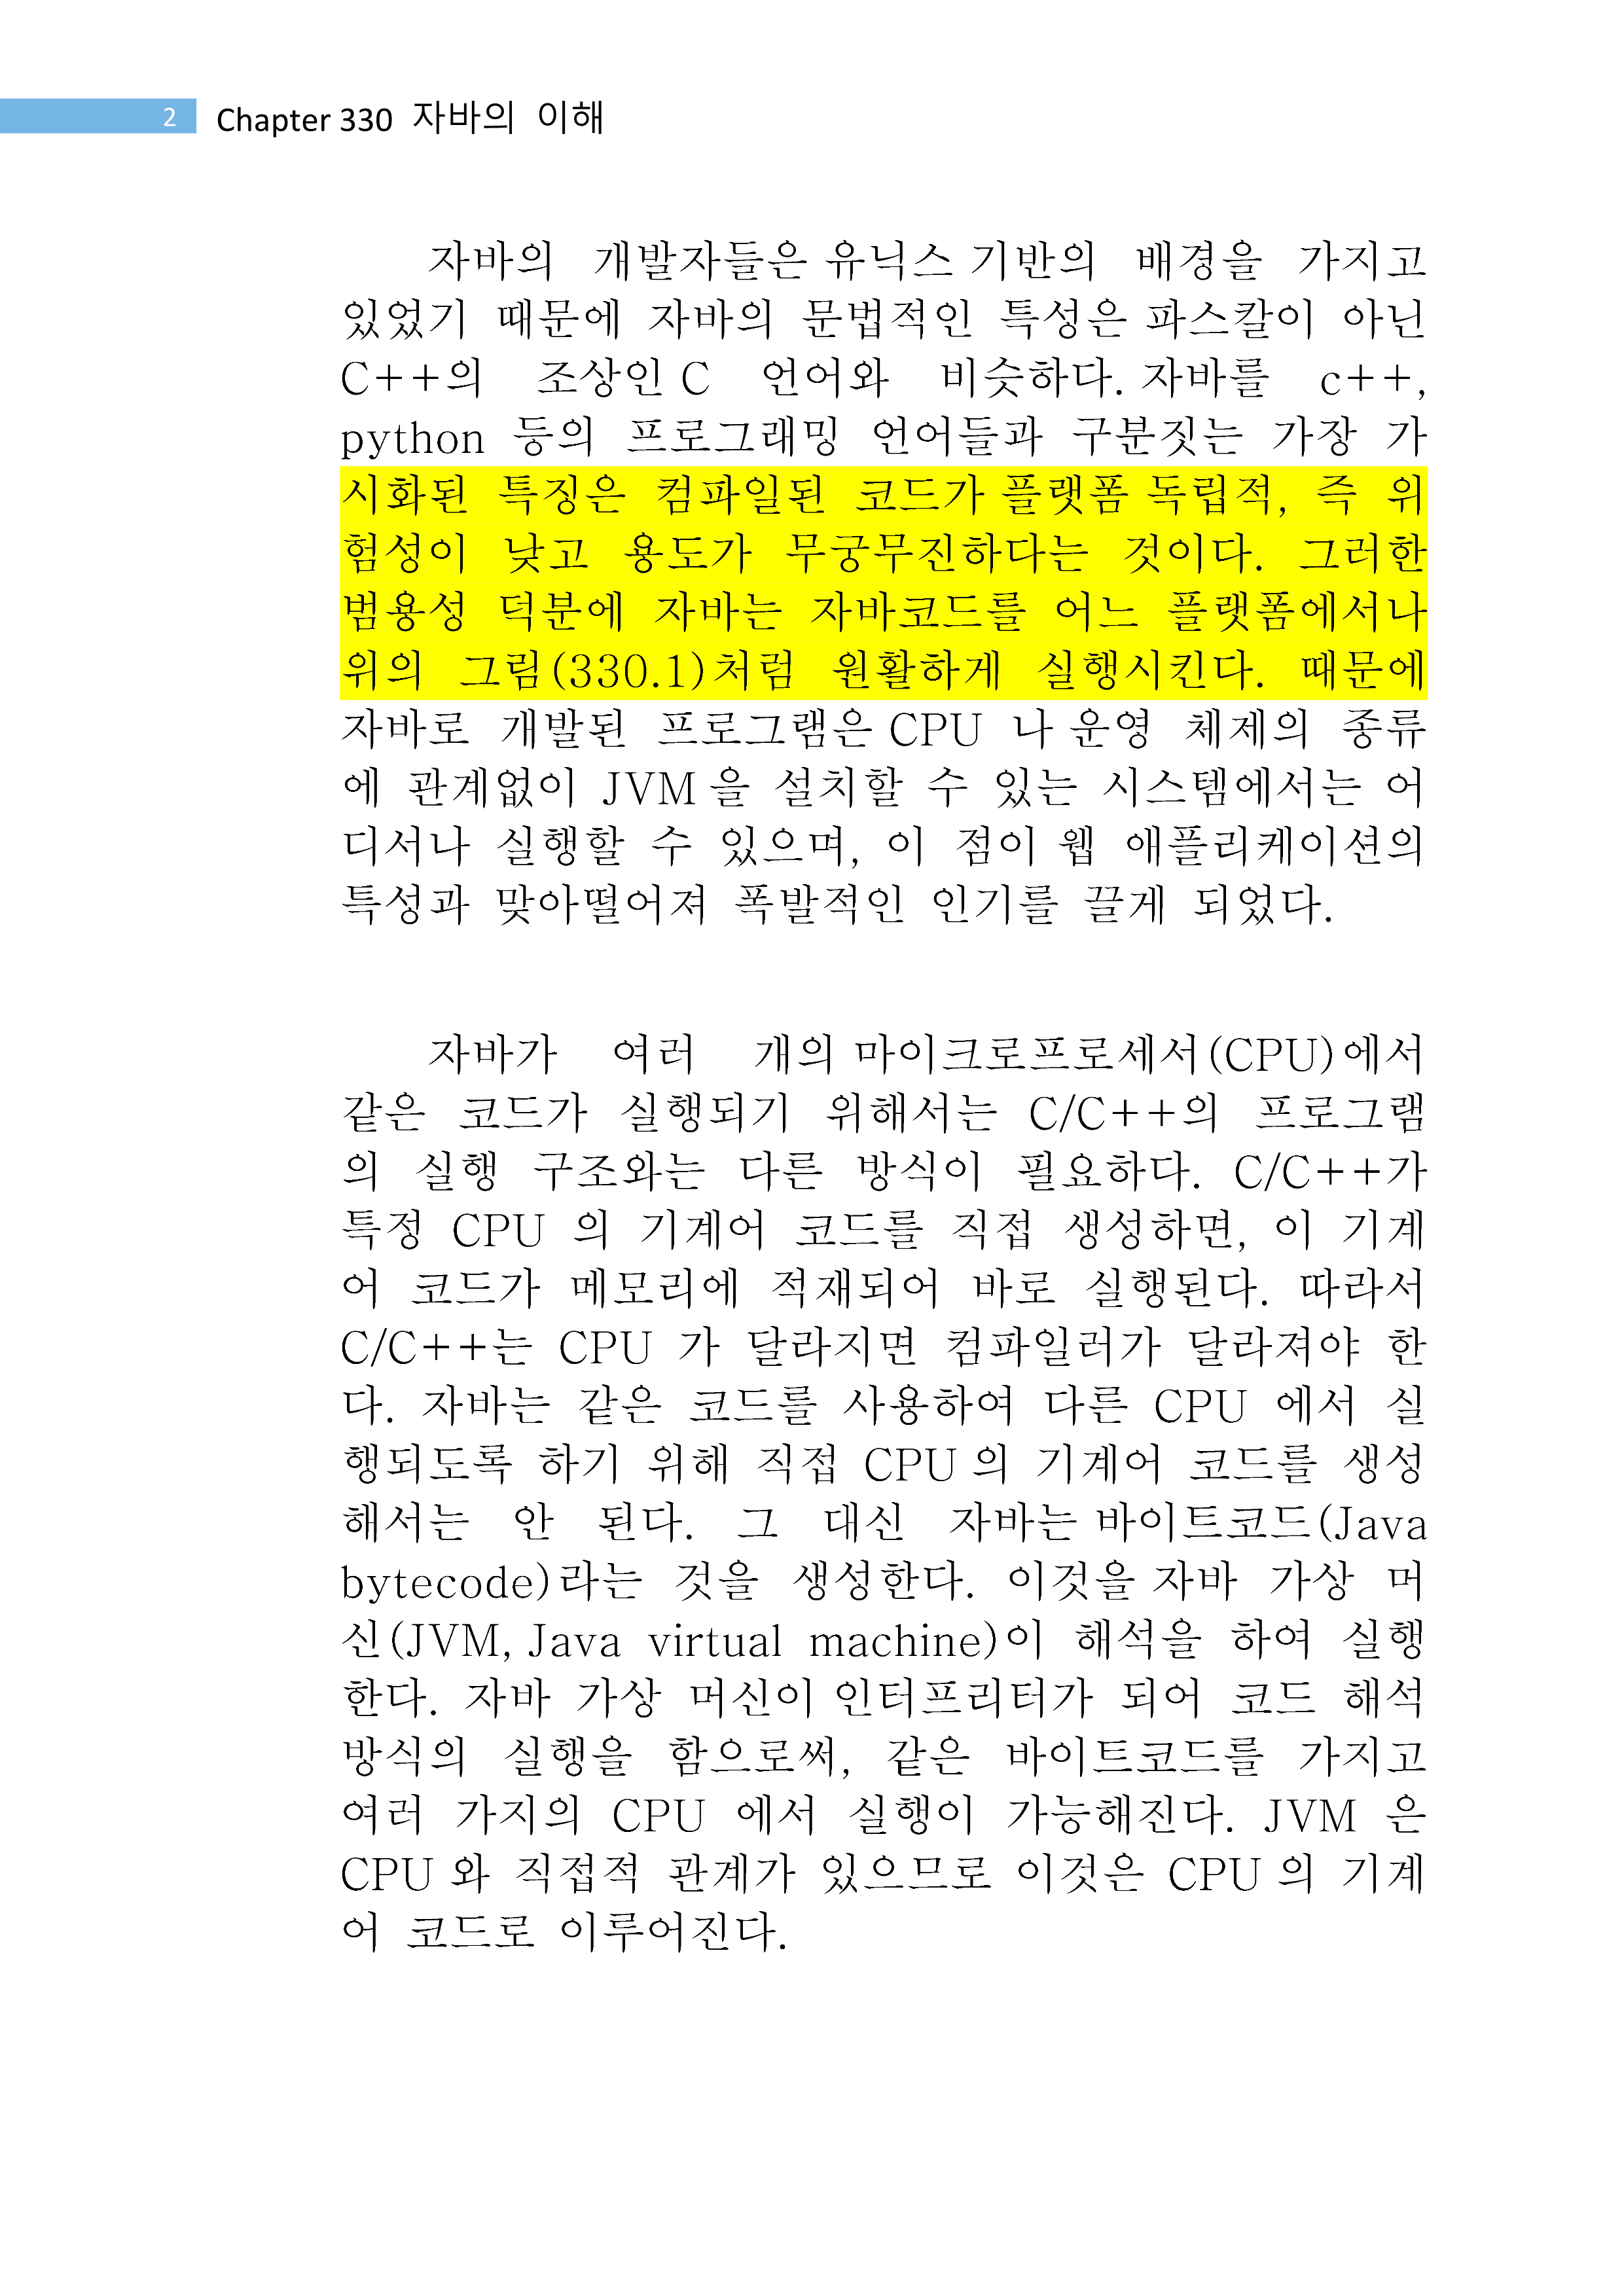 2 Chapter 330 자바의 이해
자바의 개발자들은 유닉스 기반의 배경을 가지고
있었기 때문에 자바의 문법적인 특성은 파스칼이 아닌
C++의 조상인 C 언어와 비슷하다. 자바를 c++,
python 등의 프로그래밍 언어들과 구분짓는 가장 가
시화된 특징은 컴파일된 코드가 플랫폼 독립적, 즉 위
험성이 낮고 용도가 무궁무진하다는 것이다. 그러한
범용성 덕분에 자바는 자바코드를 어느 플랫폼에서나
위의 그림(330.1)처럼 원활하게 실행시킨다. 때문에
자바로 개발된 프로그램은 CPU 나 운영 체제의 종류
에 관계없이 JVM 을 설치할 수 있는 시스템에서는 어
디서나 실행할 수 있으며, 이 점이 웹 애플리케이션의
특성과 맞아떨어져 폭발적인 인기를 끌게 되었다.
자바가 여러 개의 마이크로프로세서(CPU)에서
같은 코드가 실행되기 위해서는 C/C++의 프로그램
의 실행 구조와는 다른 방식이 필요하다. C/C++가
특정 CPU 의 기계어 코드를 직접 생성하면, 이 기계
어 코드가 메모리에 적재되어 바로 실행된다. 따라서
C/C++는 CPU 가 달라지면 컴파일러가 달라져야 한
다. 자바는 같은 코드를 사용하여 다른 CPU 에서 실
행되도록 하기 위해 직접 CPU 의 기계어 코드를 생성
해서는 안 된다. 그 대신 자바는 바이트코드(Java
bytecode)라는 것을 생성한다. 이것을 자바 가상 머
신(JVM, Java virtual machine)이 해석을 하여 실행
한다. 자바 가상 머신이 인터프리터가 되어 코드 해석
방식의 실행을 함으로써, 같은 바이트코드를 가지고
여러 가지의 CPU 에서 실행이 가능해진다. JVM 은
CPU 와 직접적 관계가 있으므로 이것은 CPU 의 기계
어 코드로 이루어진다.